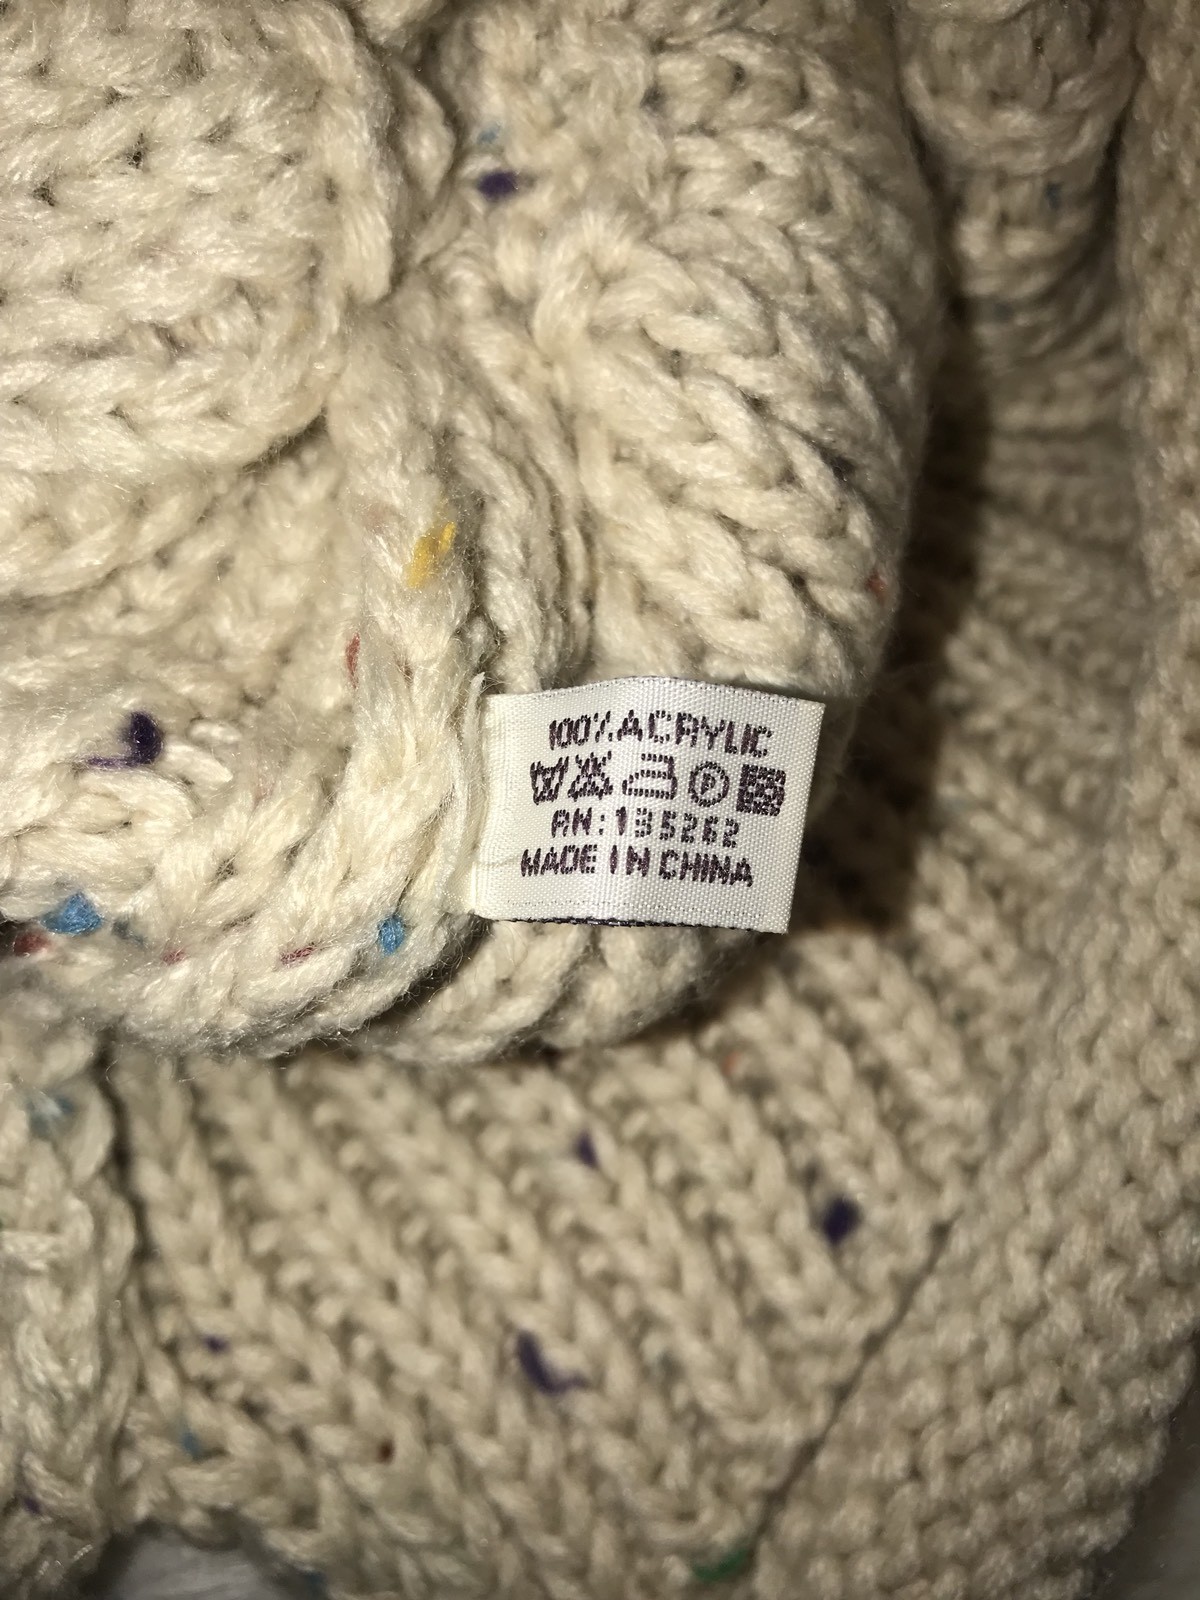 100% ACRYLIC
P
RN: 135262
MADE IN CHINA